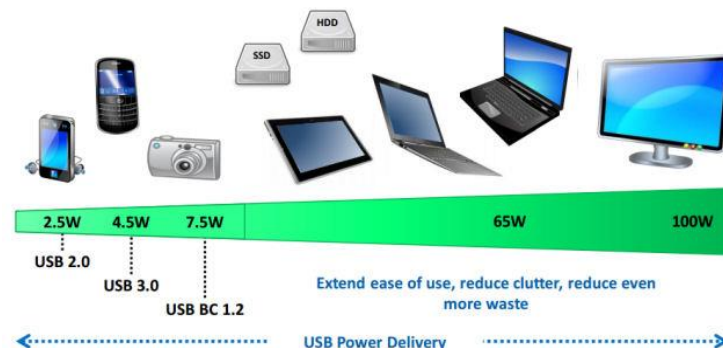 HDD
SSD
2.5W 4.5W 7.5W 65W 100W
USB 2.0
USB 3.0
USB BC 1.2
Extend ease of use, reduce clutter, reduce even
more waste
USB Power Delivery